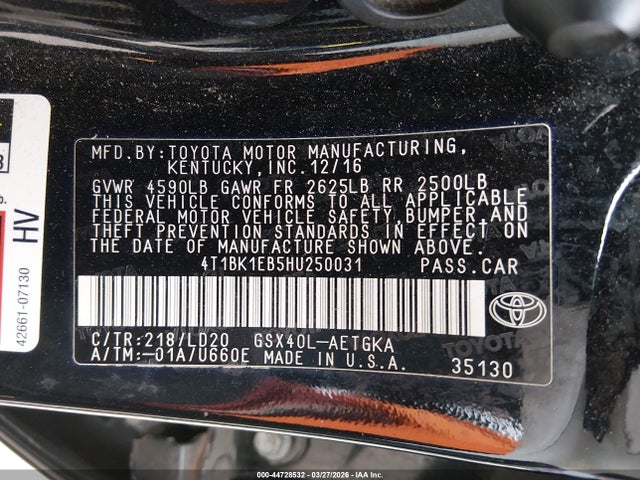 MFD.BY:TOYOTA MOTOR MANUFACTURING,
KENTUCKY, INC. 12/16
GVWR 4590LB GAWR FR 2625LB RR 2500LB
THIS VEHICLE CONFORMS TO ALL APPLICABLE
FEDERAL MOTOR VEHICLE SAFETY, BUMPER, AND
THEFT PREVENTION STANDARDS IN EFFECT ON
THE DATE OF MANUFACTURE SHOWN ABOVE.
4T1BK1EB5HU250031 PASS.CAR
C/TR:218/LD20 GSX40L-AETGKA
A/TM:-01A/U660E MADE IN U.S.A. 35130
HV
42661-07130
000-44728532 - 03/27/2026 - IAA Inc.